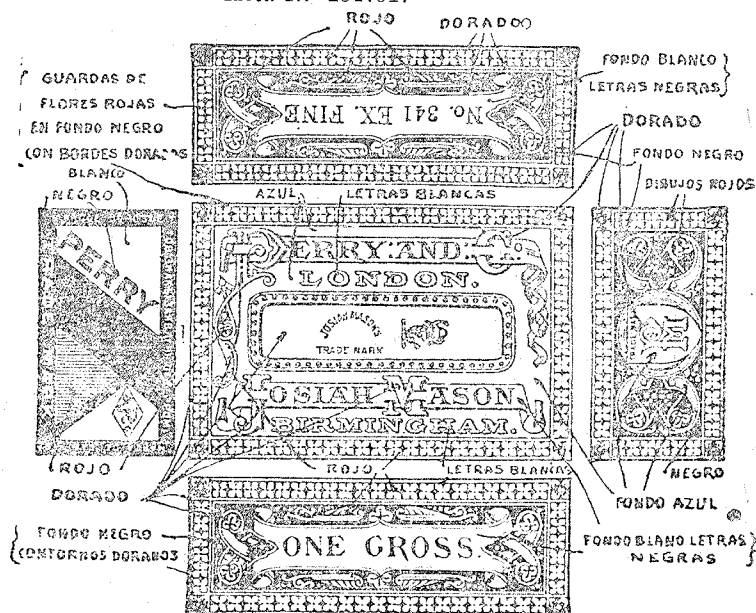 ROJO
DORADO
GUARDAS DE
FLORES ROJAS
EN FONDO NEGRO
CON BORDES DORADOS
BLANCO
NEGRO
No. 341 EX. FINE
FONDO BLANCO
LETRAS NEGRAS
DORADO
FONDO NEGRO
DIBUJOS ROJOS
AZUL
LETRAS BLANCAS
PERRY
PERRY: AND: Co
LONDON.
JOSIAH MASON'S
TRADE MARK
JOSIAH MASON
BIRMINGHAM.
M
ROJO
DORADO
ROJO
LETRAS BLANCAS
NEGRO
FONDO AZUL
FONDO NEGRO
CONTORNOS DORADOS
ONE GROSS.
FONDO BLANO LETRAS
NEGRAS